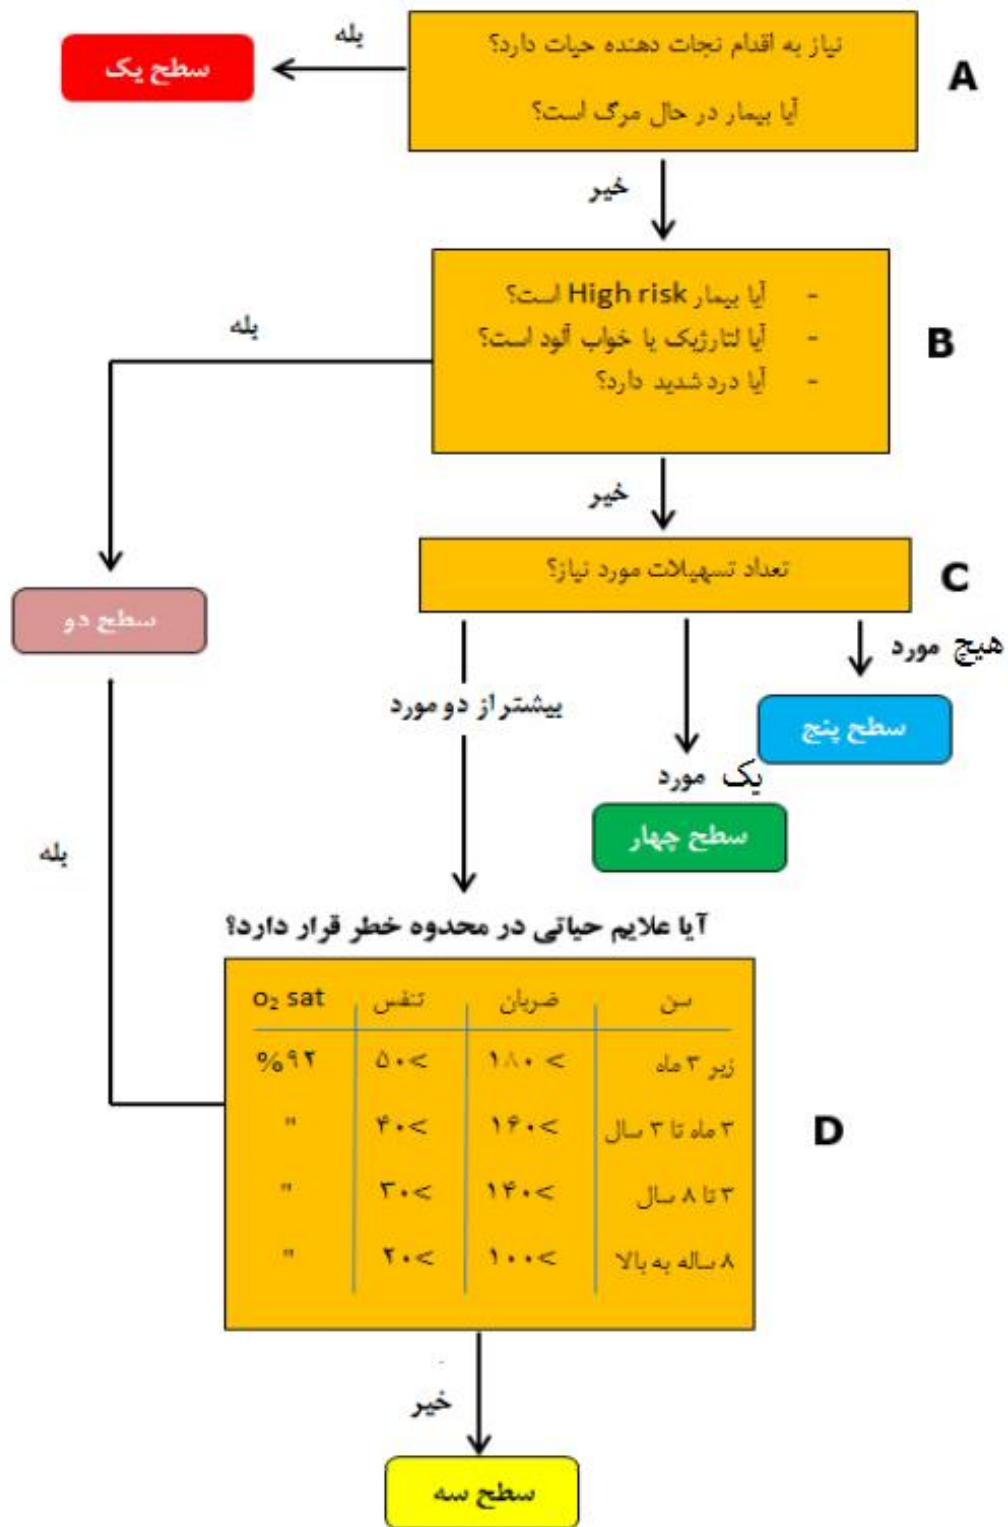 نیاز به اقدام نجات دهنده حیات دارد؟
آیا بیمار در حال مرگ است؟
A
بله
سطح یک
خیر
- آیا بیمار High risk است؟
- آیا لتارژیک یا خواب آلود است؟
- آیا درد شدید دارد؟
B
بله
سطح دو
خیر
تعداد تسهیلات مورد نیاز؟
C
هیچ مورد
سطح پنج
یک مورد
سطح چهار
بیشتر از دو مورد
بله
آیا علایم حیاتی در محدوده خطر قرار دارد؟
سن ضربان تنفس o₂ sat
زیر ۳ ماه ۱۸۰ < ۵۰< %۹۲
۳ ماه تا ۳ سال >۱۶۰< >۴۰< "
۳ تا ۸ سال >۱۴۰< >۳۰< "
۸ ساله به بالا >۱۰۰< >۲۰< "
D
خیر
سطح سه